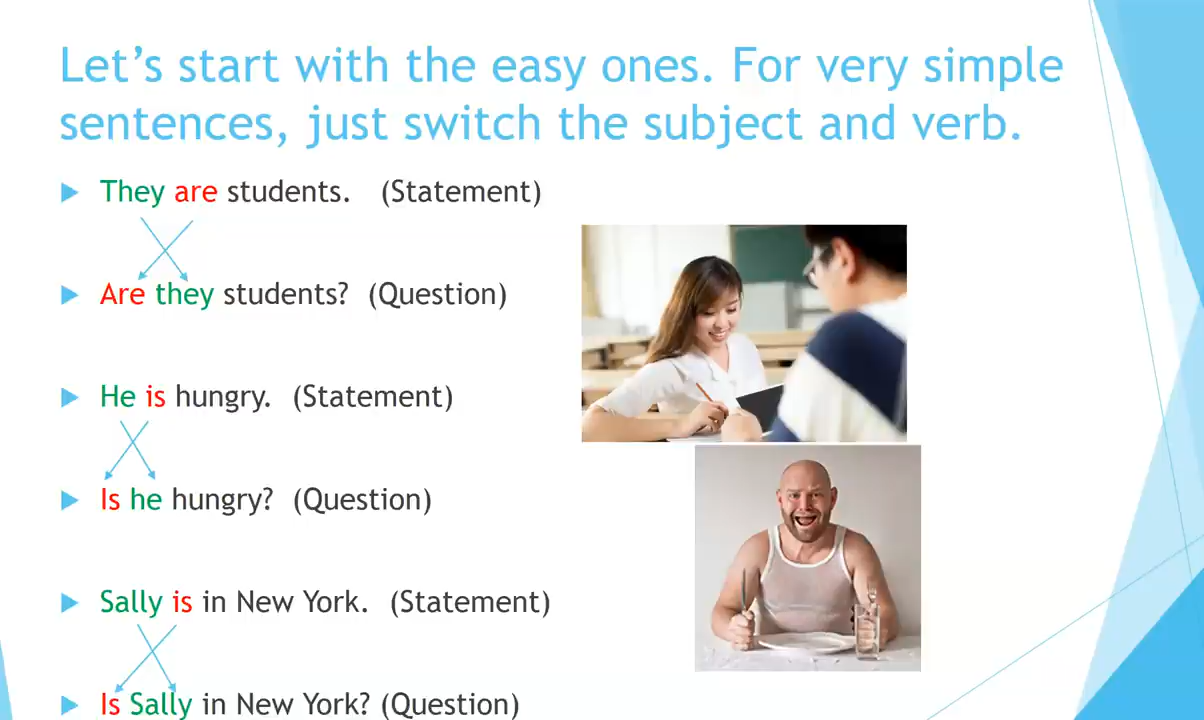 Let's start with the easy ones. For very simple
sentences, just switch the subject and verb.
They are students. (Statement)
Are they students? (Question)
He is hungry. (Statement)
Is he hungry? (Question)
Sally is in New York. (Statement)
Is Sally in New York? (Question)